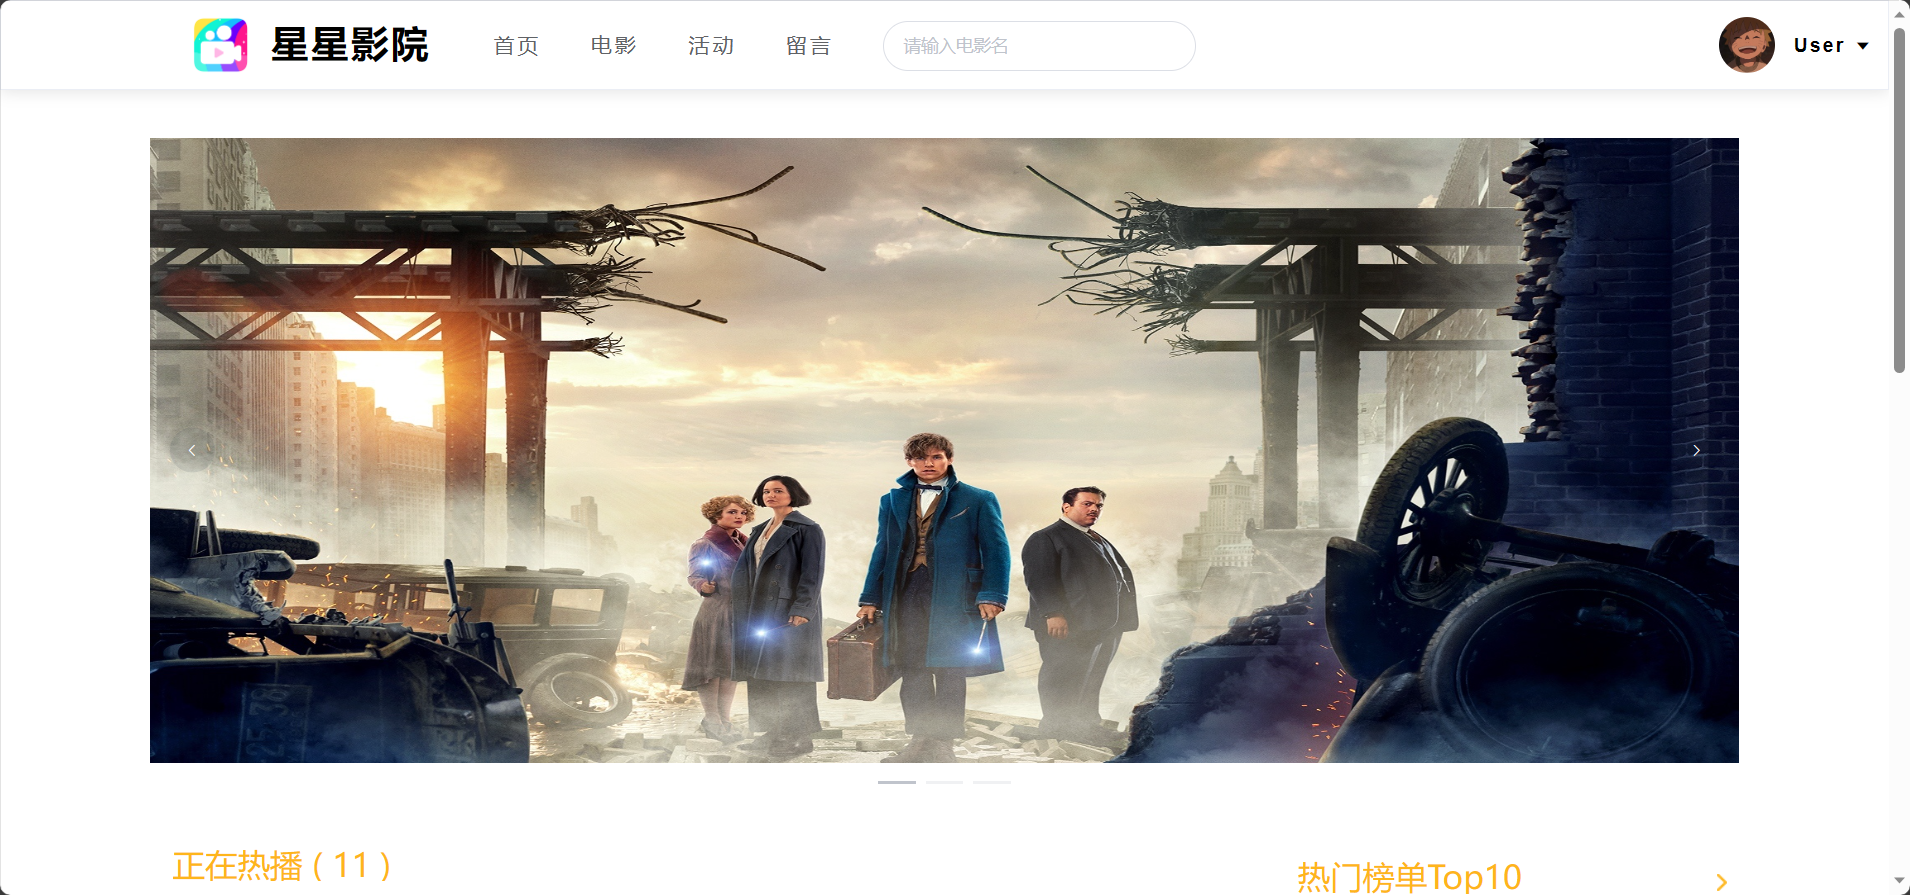 星星影院
首页
电影
活动
留言
请输入电影名
User
正在热播 ( 11 )
热门榜单Top10